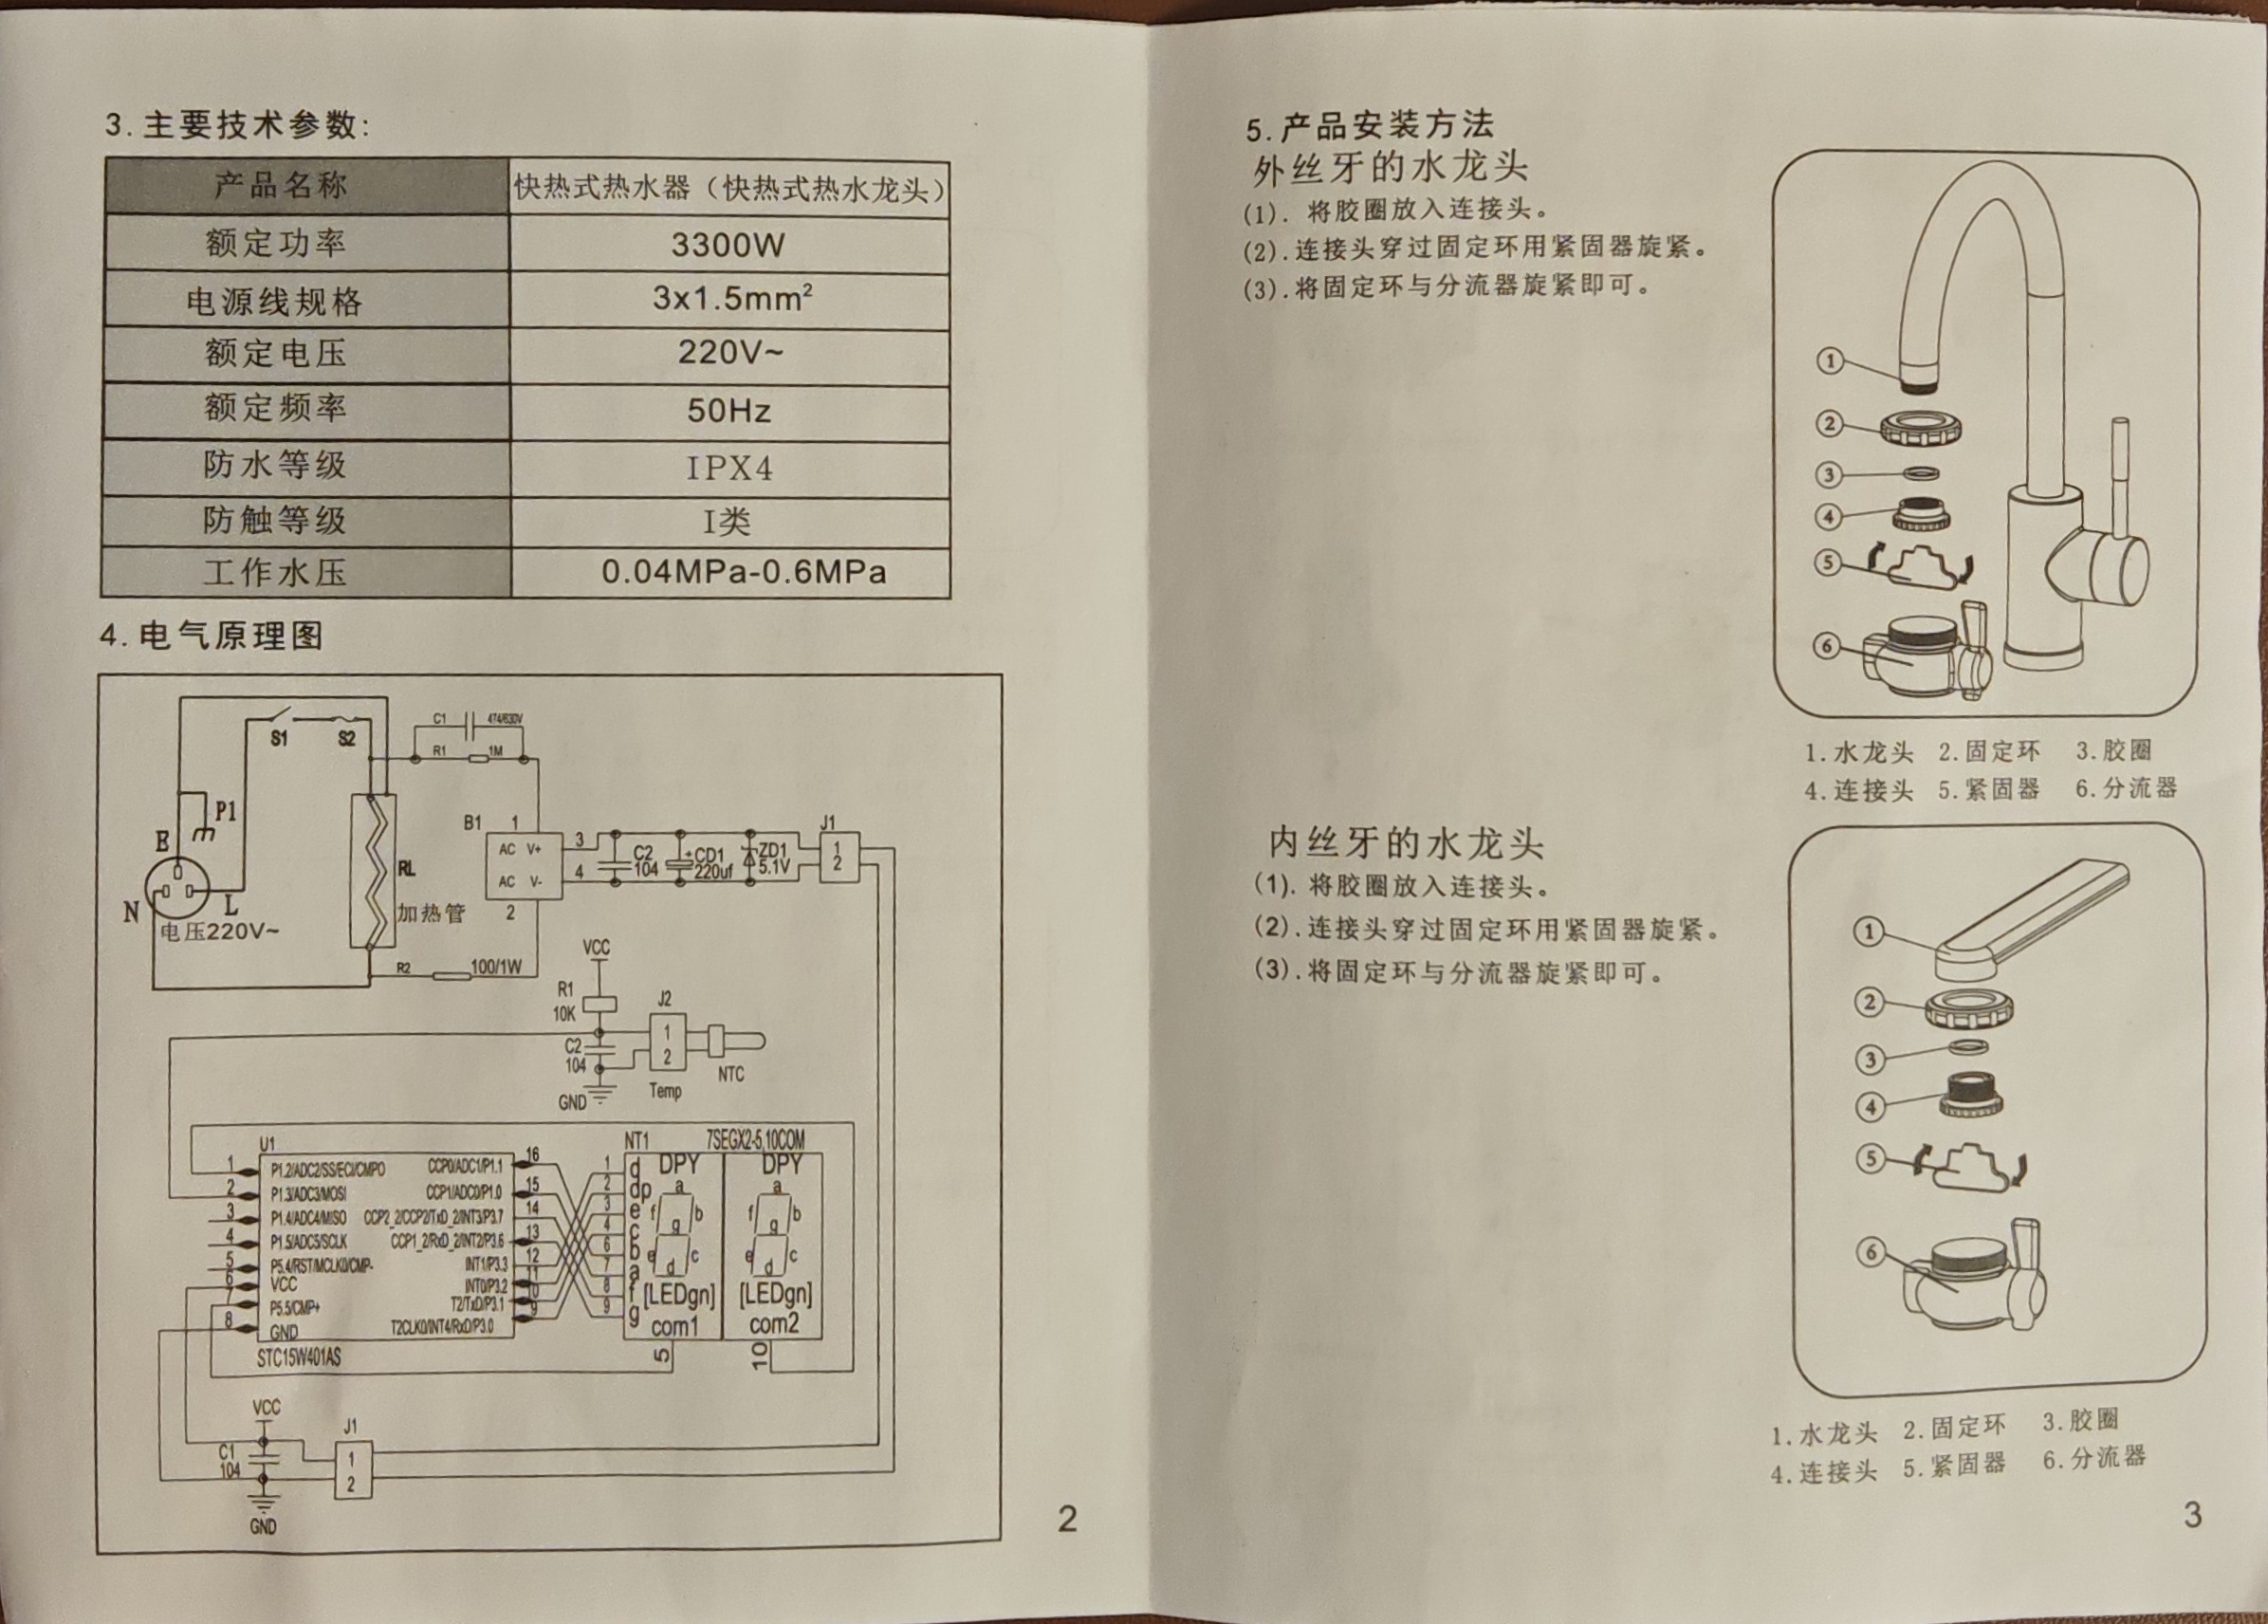 3.主要技术参数:
产品名称 快热式热水器（快热式热水龙头）
额定功率 3300W
电源线规格 3x1.5mm²
额定电压 220V~
额定频率 50Hz
防水等级 IPX4
防触等级 I类
工作水压 0.04MPa-0.6MPa
4.电气原理图
S1 S2
C1 474/630V
R1 1M
P1
E
N L
电压220V~
RL
加热管
R2 100/1W
B1 1
AC V+ 3
AC V- 4
2
C2 104
CD1 220uf
ZD1 5.1V
J1
1
2
VCC
R1
10K
C2
104
GND
J2
1
2
Temp
NTC
U1
1 P1.2/ADC2/SS/ECI/CMPO CCP0/ADC1/P1.1 16
2 P1.3/ADC3/MOSI CCP1/ADC0/P1.0 15
3 P1.4/ADC4/MISO CCP2_2/CCP2/TxD_2/INT3/P3.7 14
4 P1.5/ADC5/SCLK CCP1_2/RxD_2/INT2/P3.6 13
5 P5.4/RST/MCLKO/CMP- INT1/P3.3 12
6 VCC INT0/P3.2 11
7 P5.5/CMP+ T2/TxD/P3.1 10
8 GND T2CLKO/INT4/RxD/P3.0 9
STC15W401AS
NT1 7SEGX2-5,10COM
DPY DPY
1 d
2 dp
3 e
4 c
6 b
7 a
8 f
9 g
a
f b
g
e c
d
a
f b
g
e c
d
[LEDgn] [LEDgn]
com1 com2
5 10
VCC
C1
104
GND
J1
1
2
2
5.产品安装方法
外丝牙的水龙头
(1). 将胶圈放入连接头。
(2).连接头穿过固定环用紧固器旋紧。
(3).将固定环与分流器旋紧即可。
①
②
③
④
⑤
⑥
1.水龙头 2.固定环 3.胶圈
4.连接头 5.紧固器 6.分流器
内丝牙的水龙头
(1). 将胶圈放入连接头。
(2).连接头穿过固定环用紧固器旋紧。
(3).将固定环与分流器旋紧即可。
①
②
③
④
⑤
⑥
1.水龙头 2.固定环 3.胶圈
4.连接头 5.紧固器 6.分流器
3